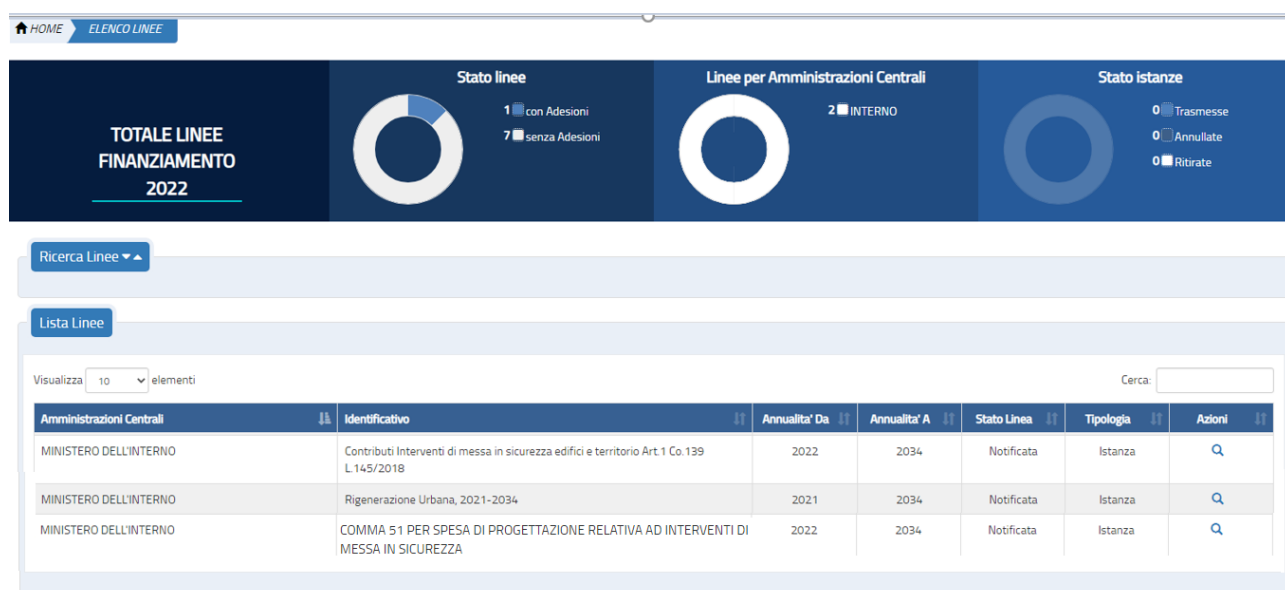 HOME
ELENCO LINEE
TOTALE LINEE
FINANZIAMENTO
2022
Stato linee
1 con Adesioni
7 senza Adesioni
Linee per Amministrazioni Centrali
2 INTERNO
Stato istanze
0 Trasmesse
0 Annullate
0 Ritirate
Ricerca Linee
Lista Linee
Visualizza 10 elementi
Cerca:
Amministrazioni Centrali Identificativo Annualita' Da Annualita' A Stato Linea Tipologia Azioni
MINISTERO DELL'INTERNO Contributi Interventi di messa in sicurezza edifici e territorio Art.1 Co.139 2022 2034 Notificata Istanza
L.145/2018
MINISTERO DELL'INTERNO Rigenerazione Urbana, 2021-2034 2021 2034 Notificata Istanza
MINISTERO DELL'INTERNO COMMA 51 PER SPESA DI PROGETTAZIONE RELATIVA AD INTERVENTI DI 2022 2034 Notificata Istanza
MESSA IN SICUREZZA